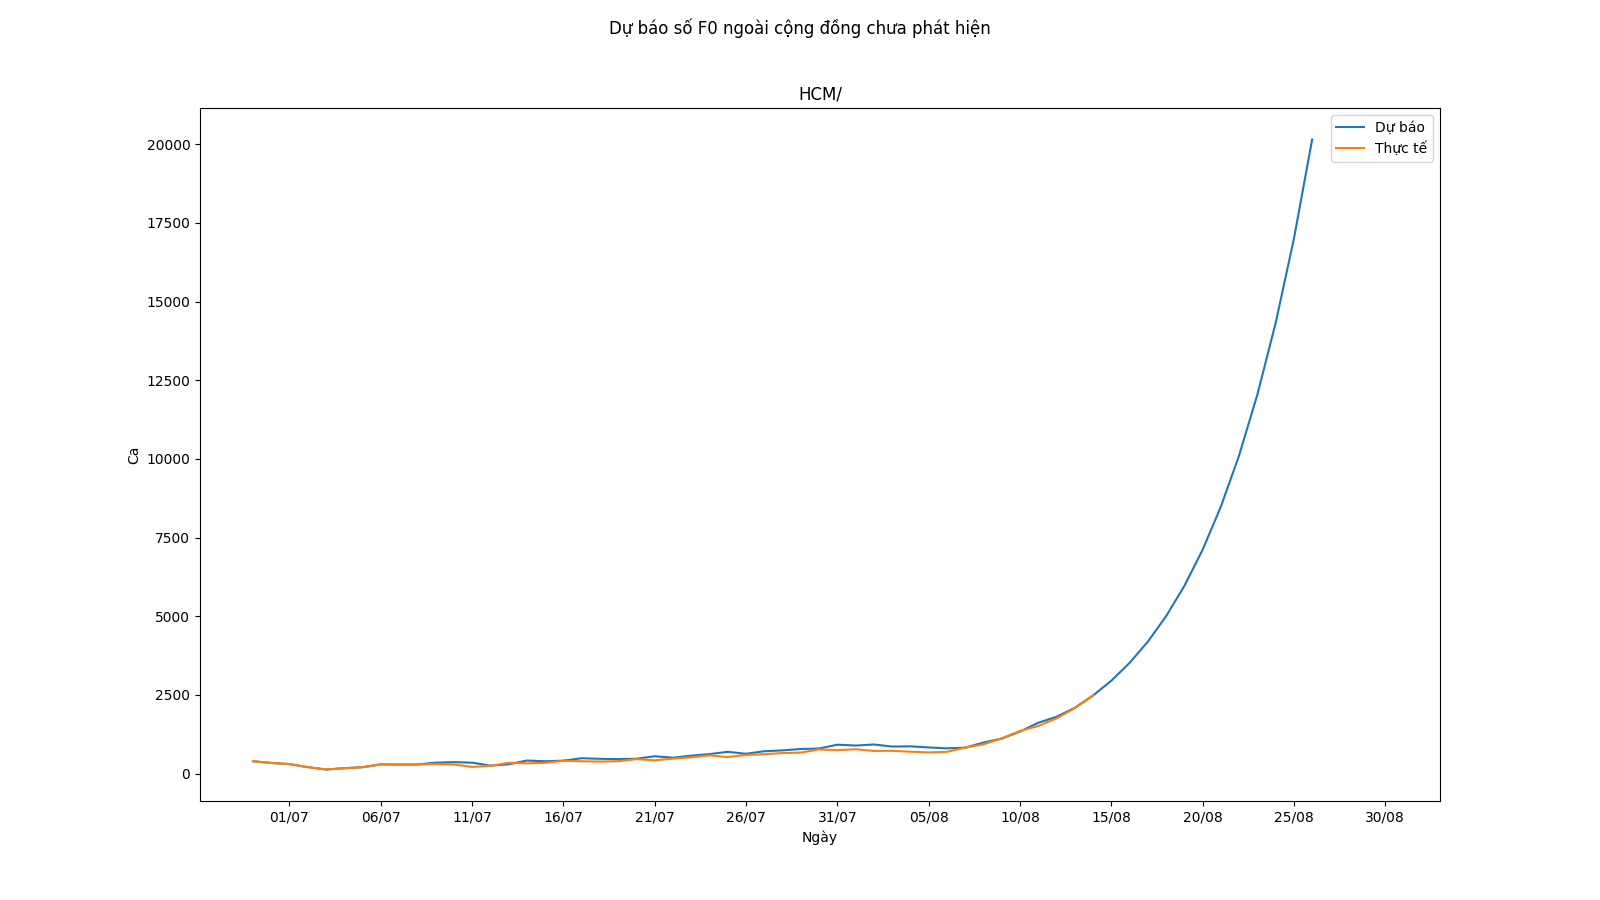 Dự báo số F0 ngoài cộng đồng chưa phát hiện
HCM/
Dự báo
Thực tế
20000
17500
15000
12500
10000
7500
5000
2500
0
Ca
01/07 06/07 11/07 16/07 21/07 26/07 31/07 05/08 10/08 15/08 20/08 25/08 30/08
Ngày